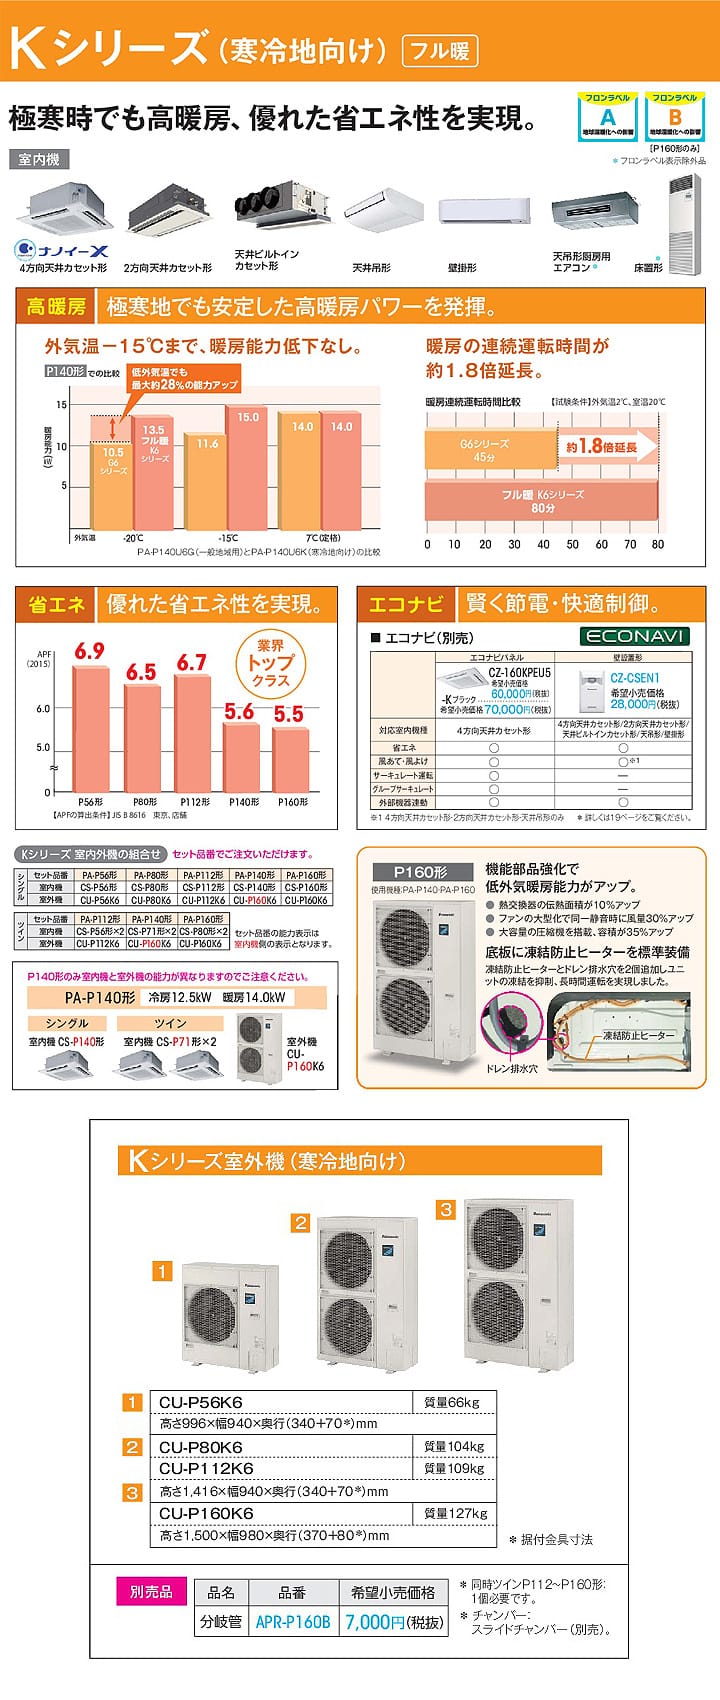 Kシリーズ(寒冷地向け) フル暖
極寒時でも高暖房、優れた省エネ性を実現。
フロンラベル
A
地球温暖化への影響
フロンラベル
B
地球温暖化への影響
[P160形のみ]
＊フロンラベル表示除外品
室内機
ナノイーX
4方向天井カセット形
2方向天井カセット形
天井ビルトイン
カセット形
天井吊形
壁掛形
天吊形厨房用
エアコン＊
＊
床置形
高暖房 極寒地でも安定した高暖房パワーを発揮。
外気温−15℃まで、暖房能力低下なし。
P140形での比較
低外気温でも
最大約28%の能力アップ
暖房能力(kW)
15
10
5
10.5
G6
シリーズ
13.5
フル暖
K6
シリーズ
11.6
15.0
14.0
14.0
外気温 -20℃ -15℃ 7℃(定格)
PA-P140U6G(一般地域用)とPA-P140U6K(寒冷地向け)の比較
暖房の連続運転時間が
約1.8倍延長。
暖房連続運転時間比較 【試験条件】外気温2℃、室温20℃
G6シリーズ
45分
約1.8倍延長
フル暖 K6シリーズ
80分
0 10 20 30 40 50 60 70 80
省エネ 優れた省エネ性を実現。
APF
(2015)
6.0
5.0
0
6.9
6.5
6.7
5.6
5.5
業界
トップ
クラス
P56形 P80形 P112形 P140形 P160形
【APFの算出条件】JIS B 8616 東京、店舗
エコナビ 賢く節電・快適制御。
■ エコナビ(別売)
ECONAVI
エコナビパネル 壁設置形
CZ-160KPEU5
希望小売価格
60,000円(税抜)
-Kブラック
希望小売価格 70,000円(税抜)
CZ-CSEN1
希望小売価格
28,000円(税抜)
対応室内機種 4方向天井カセット形 4方向天井カセット形/2方向天井カセット形/
天井ビルトインカセット形/天吊形/壁掛形
省エネ ○ ○
風あて・風よけ ○ ○※1
サーキュレート運転 ○ ―
グループサーキュレート ○ ―
外部機器連動 ○ ○
※1 4方向天井カセット形・2方向天井カセット形・天井吊形のみ ＊ 詳しくは19ページをご覧ください。
Kシリーズ 室内外機の組合せ セット品番でご注文いただけます。
シングル
セット品番 PA-P56形 PA-P80形 PA-P112形 PA-P140形 PA-P160形
室内機 CS-P56形 CS-P80形 CS-P112形 CS-P140形 CS-P160形
室外機 CU-P56K6 CU-P80K6 CU-P112K6 CU-P160K6 CU-P160K6
ツイン
セット品番 PA-P112形 PA-P140形 PA-P160形
室内機 CS-P56形×2 CS-P71形×2 CS-P80形×2
室外機 CU-P112K6 CU-P160K6 CU-P160K6
セット品番の能力表示は
室内機側の表示となります。
P140形のみ室内機と室外機の能力が異なりますのでご注意ください。
PA-P140形 冷房12.5kW 暖房14.0kW
シングル
室内機 CS-P140形
ツイン
室内機 CS-P71形×2
室外機
CU-
P160K6
P160形
使用機種:PA-P140・PA-P160
Panasonic
機能部品強化で
低外気暖房能力がアップ。
● 熱交換器の伝熱面積が10%アップ
● ファンの大型化で同一静音時に風量30%アップ
● 大容量の圧縮機を搭載、容積が35%アップ
底板に凍結防止ヒーターを標準装備
凍結防止ヒーターとドレン排水穴を2個追加しユニ
ットの凍結を抑制、長時間運転を実現しました。
凍結防止ヒーター
ドレン排水穴
Kシリーズ室外機(寒冷地向け)
1
2
3
Panasonic
Panasonic
Panasonic
1 CU-P56K6 質量66kg
高さ996×幅940×奥行(340+70＊)mm
2 CU-P80K6 質量104kg
CU-P112K6 質量109kg
3 高さ1,416×幅940×奥行(340+70＊)mm
CU-P160K6 質量127kg
高さ1,500×幅980×奥行(370+80＊)mm
＊ 据付金具寸法
別売品
品名 品番 希望小売価格
分岐管 APR-P160B 7,000円(税抜)
＊ 同時ツインP112〜P160形:
1個必要です。
＊ チャンバー:
スライドチャンバー(別売)。